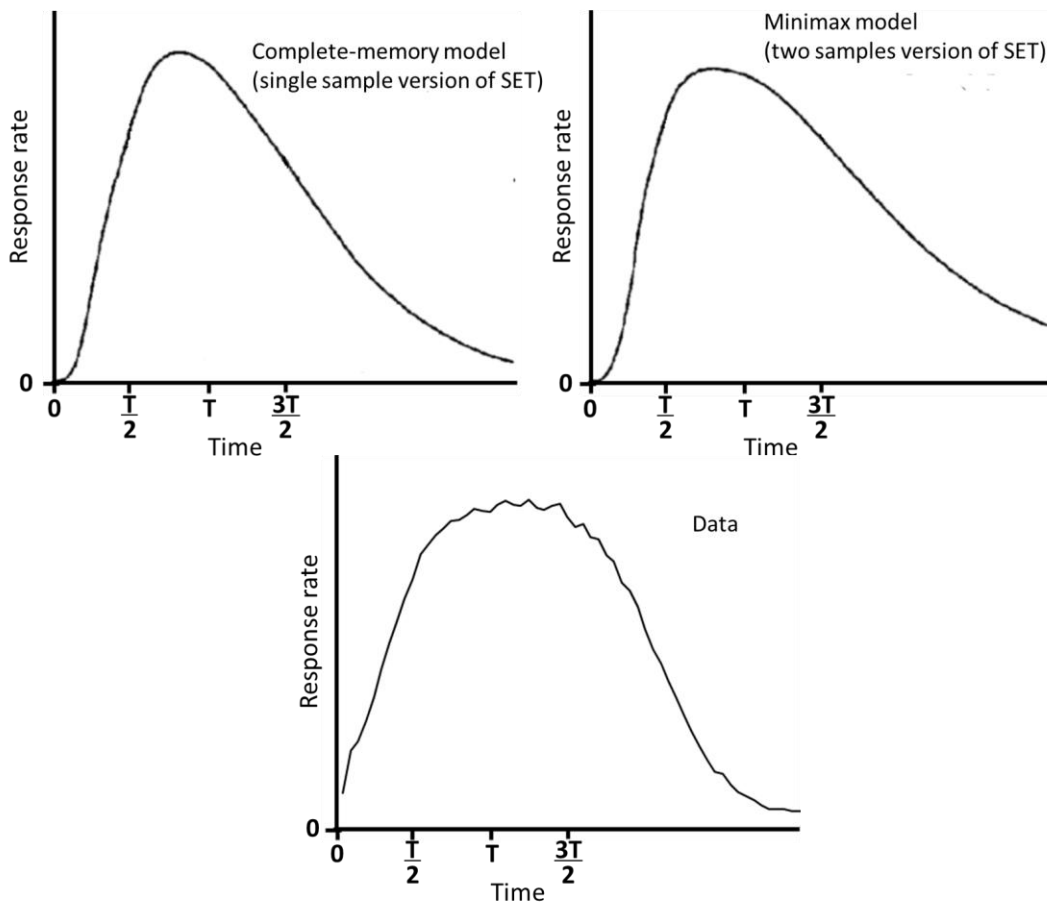 Complete-memory model
(single sample version of SET)
Response rate
0
0
T/2
T
3T/2
Time
Minimax model
(two samples version of SET)
Response rate
0
0
T/2
T
3T/2
Time
Data
Response rate
0
0
T/2
T
3T/2
Time